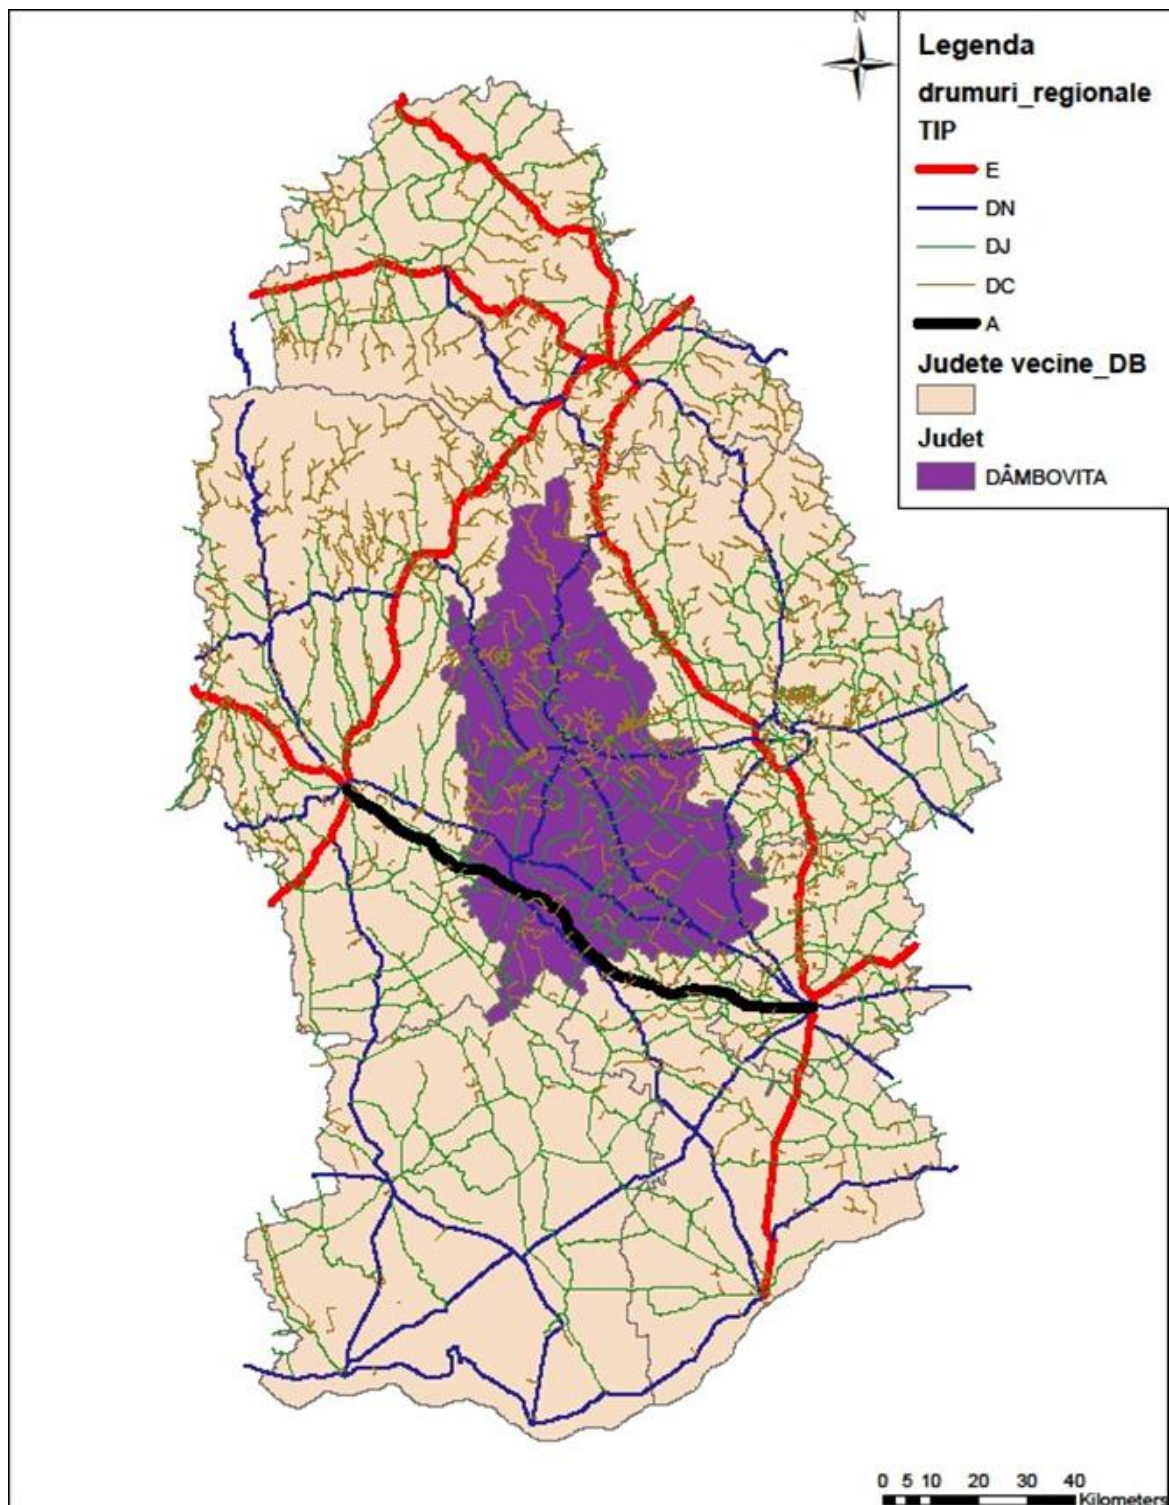 N
Legenda
drumuri_regionale
TIP
E
DN
DJ
DC
A
Judete vecine_DB
Judet
DÂMBOVITA
0 5 10 20 30 40
Kilometers